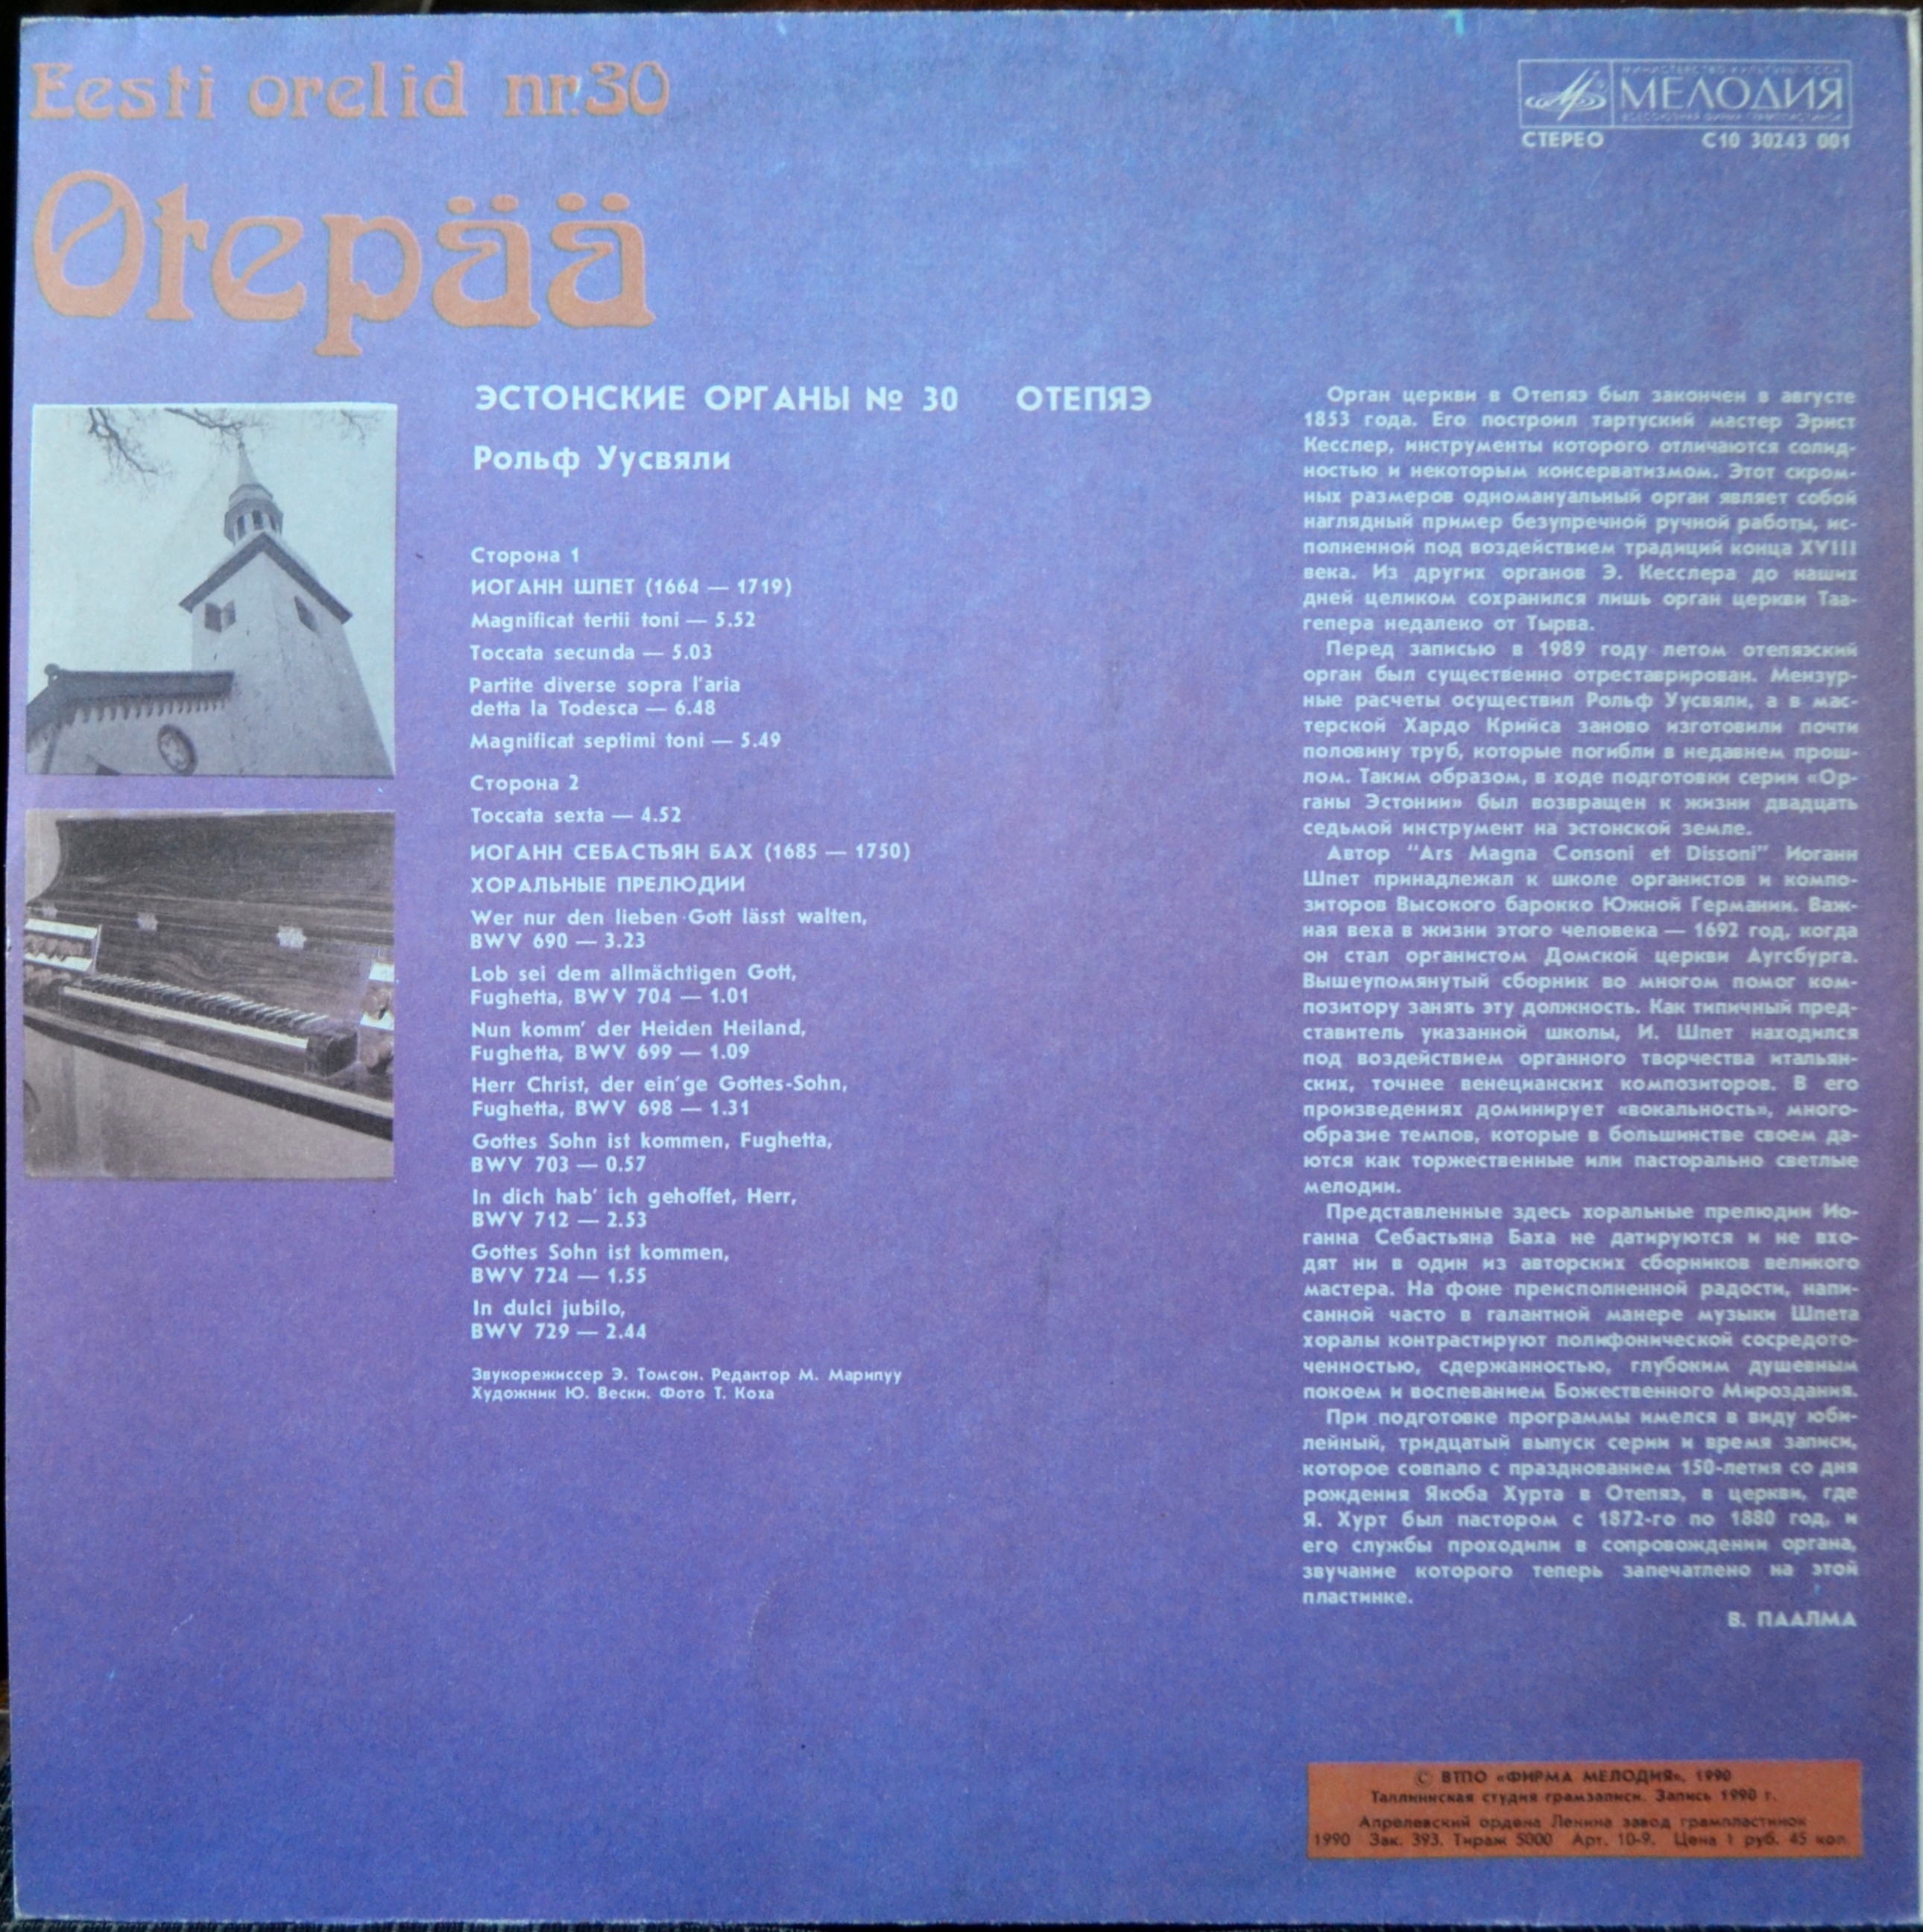 Eesti orelid nr.30
Otepää
МИНИСТЕРСТВО КУЛЬТУРЫ СССР
МЕЛОДИЯ
ВСЕСОЮЗНАЯ ФИРМА ГРАМПЛАСТИНОК
СТЕРЕО С10 30243 001
ЭСТОНСКИЕ ОРГАНЫ № 30 ОТЕПЯЭ
Рольф Уусвяли
Сторона 1
ИОГАНН ШПЕТ (1664 — 1719)
Magnificat tertii toni — 5.52
Toccata secunda — 5.03
Partite diverse sopra l'aria
detta la Todesca — 6.48
Magnificat septimi toni — 5.49
Сторона 2
Toccata sexta — 4.52
ИОГАНН СЕБАСТЬЯН БАХ (1685 — 1750)
ХОРАЛЬНЫЕ ПРЕЛЮДИИ
Wer nur den lieben Gott lässt walten,
BWV 690 — 3.23
Lob sei dem allmächtigen Gott,
Fughetta, BWV 704 — 1.01
Nun komm' der Heiden Heiland,
Fughetta, BWV 699 — 1.09
Herr Christ, der ein'ge Gottes-Sohn,
Fughetta, BWV 698 — 1.31
Gottes Sohn ist kommen, Fughetta,
BWV 703 — 0.57
In dich hab' ich gehoffet, Herr,
BWV 712 — 2.53
Gottes Sohn ist kommen,
BWV 724 — 1.55
In dulci jubilo,
BWV 729 — 2.44
Звукорежиссер Э. Томсон. Редактор М. Марипуу
Художник Ю. Вески. Фото Т. Коха
Орган церкви в Отепяэ был закончен в августе
1853 года. Его построил тартуский мастер Эрнст
Кесслер, инструменты которого отличаются солид-
ностью и некоторым консерватизмом. Этот скром-
ных размеров одномануальный орган являет собой
наглядный пример безупречной ручной работы, ис-
полненной под воздействием традиций конца XVIII
века. Из других органов Э. Кесслера до наших
дней целиком сохранился лишь орган церкви Таа-
гепера недалеко от Тырва.
Перед записью в 1989 году летом отепяэский
орган был существенно отреставрирован. Мензур-
ные расчеты осуществил Рольф Уусвяли, а в мас-
терской Хардо Крийса заново изготовили почти
половину труб, которые погибли в недавнем прош-
лом. Таким образом, в ходе подготовки серии «Ор-
ганы Эстонии» был возвращен к жизни двадцать
седьмой инструмент на эстонской земле.
Автор "Ars Magna Consoni et Dissoni" Иоганн
Шпет принадлежал к школе органистов и компо-
зиторов Высокого барокко Южной Германии. Важ-
ная веха в жизни этого человека — 1692 год, когда
он стал органистом Домской церкви Аугсбурга.
Вышеупомянутый сборник во многом помог ком-
позитору занять эту должность. Как типичный пред-
ставитель указанной школы, И. Шпет находился
под воздействием органного творчества итальян-
ских, точнее венецианских композиторов. В его
произведениях доминирует «вокальность», много-
образие темпов, которые в большинстве своем да-
ются как торжественные или пасторально светлые
мелодии.
Представленные здесь хоральные прелюдии Ио-
ганна Себастьяна Баха не датируются и не вхо-
дят ни в один из авторских сборников великого
мастера. На фоне преисполненной радости, напи-
санной часто в галантной манере музыки Шпета
хоралы контрастируют полифонической сосредото-
ченностью, сдержанностью, глубоким душевным
покоем и воспеванием Божественного Мироздания.
При подготовке программы имелся в виду юби-
лейный, тридцатый выпуск серии и время записи,
которое совпало с празднованием 150-летия со дня
рождения Якоба Хурта в Отепяэ, в церкви, где
Я. Хурт был пастором с 1872-го по 1880 год, и
его службы проходили в сопровождении органа,
звучание которого теперь запечатлено на этой
пластинке.
В. ПААЛМА
© ВТПО «ФИРМА МЕЛОДИЯ», 1990
Таллиннская студия грамзаписи. Запись 1990 г.
Апрелевский ордена Ленина завод грампластинок
1990 Зак. 393. Тираж 5000 Арт. 10-9. Цена 1 руб. 45 коп.